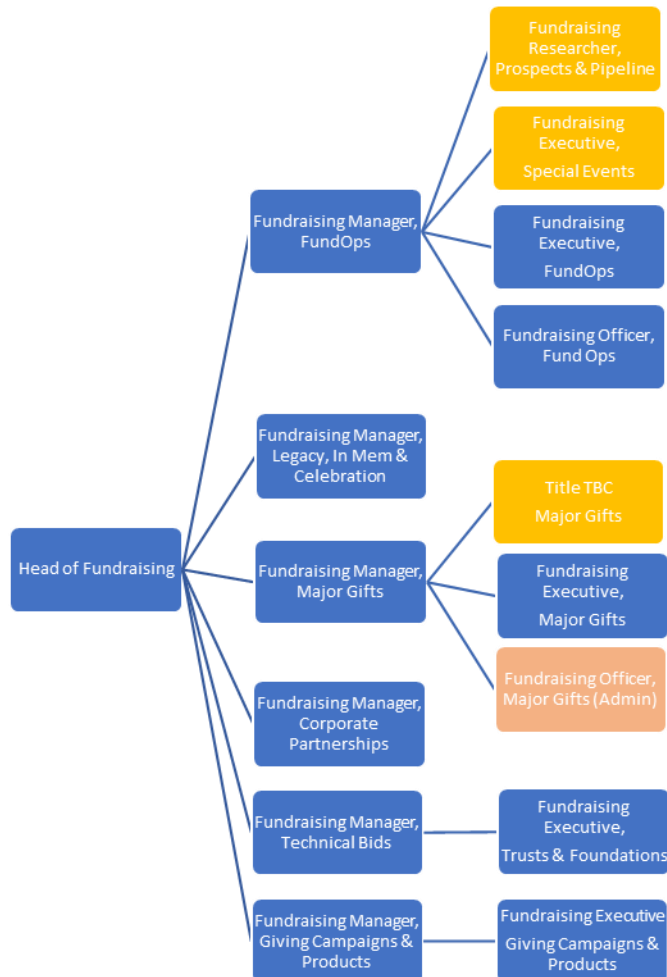 Fundraising
Researcher,
Prospects & Pipeline
Fundraising
Executive,
Special Events
Fundraising Manager,
FundOps
Fundraising
Executive,
FundOps
Fundraising Officer,
Fund Ops
Fundraising Manager,
Legacy, In Mem &
Celebration
Title TBC
Major Gifts
Head of Fundraising
Fundraising Manager,
Major Gifts
Fundraising
Executive,
Major Gifts
Fundraising Officer,
Major Gifts (Admin)
Fundraising Manager,
Corporate
Partnerships
Fundraising Manager,
Technical Bids
Fundraising
Executive,
Trusts & Foundations
Fundraising Manager,
Giving Campaigns &
Products
Fundraising Executive
Giving Campaigns &
Products